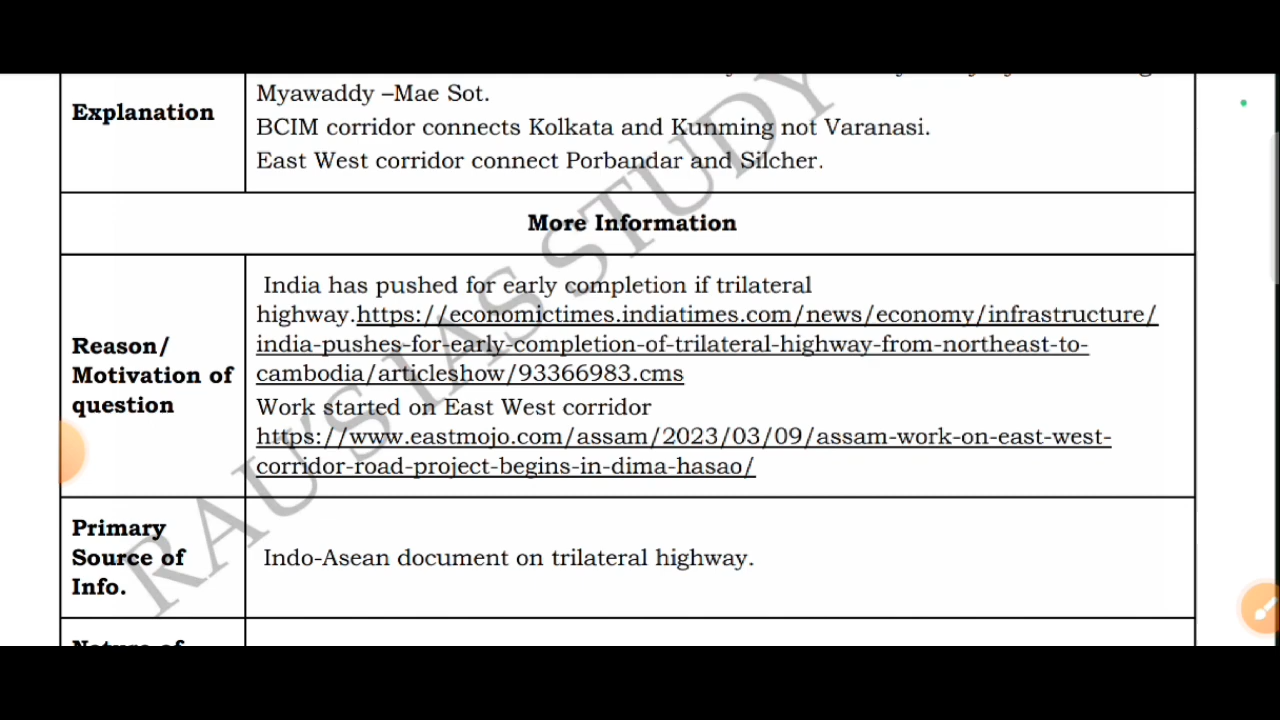 Explanation
Myawaddy –Mae Sot.
BCIM corridor connects Kolkata and Kunming not Varanasi.
East West corridor connect Porbandar and Silcher.
More Information
Reason/
Motivation of
question
India has pushed for early completion if trilateral
highway.https://economictimes.indiatimes.com/news/economy/infrastructure/
india-pushes-for-early-completion-of-trilateral-highway-from-northeast-to-
cambodia/articleshow/93366983.cms
Work started on East West corridor
https://www.eastmojo.com/assam/2023/03/09/assam-work-on-east-west-
corridor-road-project-begins-in-dima-hasao/
Primary
Source of
Info.
Indo-Asean document on trilateral highway.
Nature of
RAU'S IAS STUDY